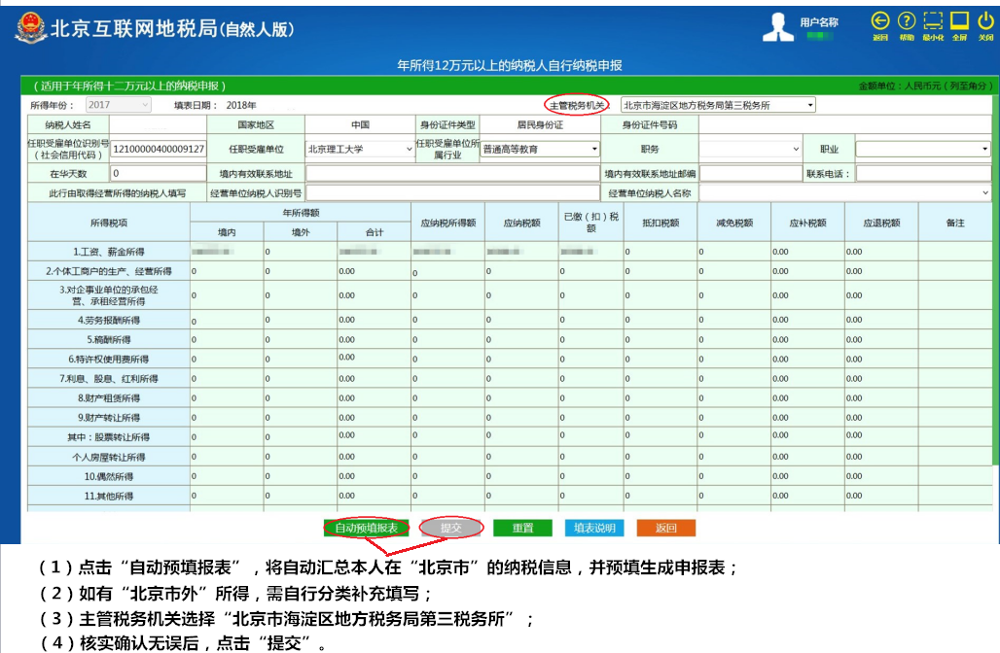 北京互联网地税局(自然人版)
用户名称
返回 帮助 最小化 全屏 关闭
年所得12万元以上的纳税人自行纳税申报
(适用于年所得十二万元以上的纳税申报)
金额单位:人民币元(列至角分)
所得年份: 2017 填表日期: 2018年 主管税务机关: 北京市海淀区地方税务局第三税务所
纳税人姓名 国家地区 中国 身份证件类型 居民身份证 身份证件号码
任职受雇单位识别号(社会信用代码) 12100000400009127 任职受雇单位 北京理工大学 任职受雇单位所属行业 普通高等教育 职务 职业
在华天数 0 境内有效联系地址 境内有效联系地址邮编 联系电话:
此行由取得经营所得的纳税人填写 经营单位纳税人识别号 经营单位纳税人名称
所得税项 年所得额 应纳税所得额 应纳税额 已缴(扣)税额 抵扣税额 减免税额 应补税额 应退税额 备注
境内 境外 合计
1.工资、薪金所得 0 0 0 0.00 0.00
2.个体工商户的生产、经营所得 0 0 0.00 0 0 0 0 0 0.00 0.00
3.对企事业单位的承包经营、承租经营所得 0 0 0.00 0 0 0 0 0 0.00 0.00
4.劳务报酬所得 0 0 0.00 0 0 0 0 0 0.00 0.00
5.稿酬所得 0 0 0.00 0 0 0 0 0 0.00 0.00
6.特许权使用费所得 0 0 0.00 0 0 0 0 0 0.00 0.00
7.利息、股息、红利所得 0 0 0.00 0 0 0 0 0 0.00 0.00
8.财产租赁所得 0 0 0.00 0 0 0 0 0 0.00 0.00
9.财产转让所得 0 0 0.00 0 0 0 0 0 0.00 0.00
其中:股票转让所得 0 0 0.00 0 0 0 0 0 0.00 0.00
个人房屋转让所得 0 0 0.00 0 0 0 0 0 0.00 0.00
10.偶然所得 0 0 0.00 0 0 0 0 0 0.00 0.00
11.其他所得 0 0 0.00 0 0 0 0 0 0.00 0.00
自动预填报表 提交 重置 填表说明 返回
(1)点击“自动预填报表”,将自动汇总本人在“北京市”的纳税信息,并预填生成申报表;
(2)如有“北京市外”所得,需自行分类补充填写;
(3)主管税务机关选择“北京市海淀区地方税务局第三税务所”;
(4)核实确认无误后,点击“提交”。